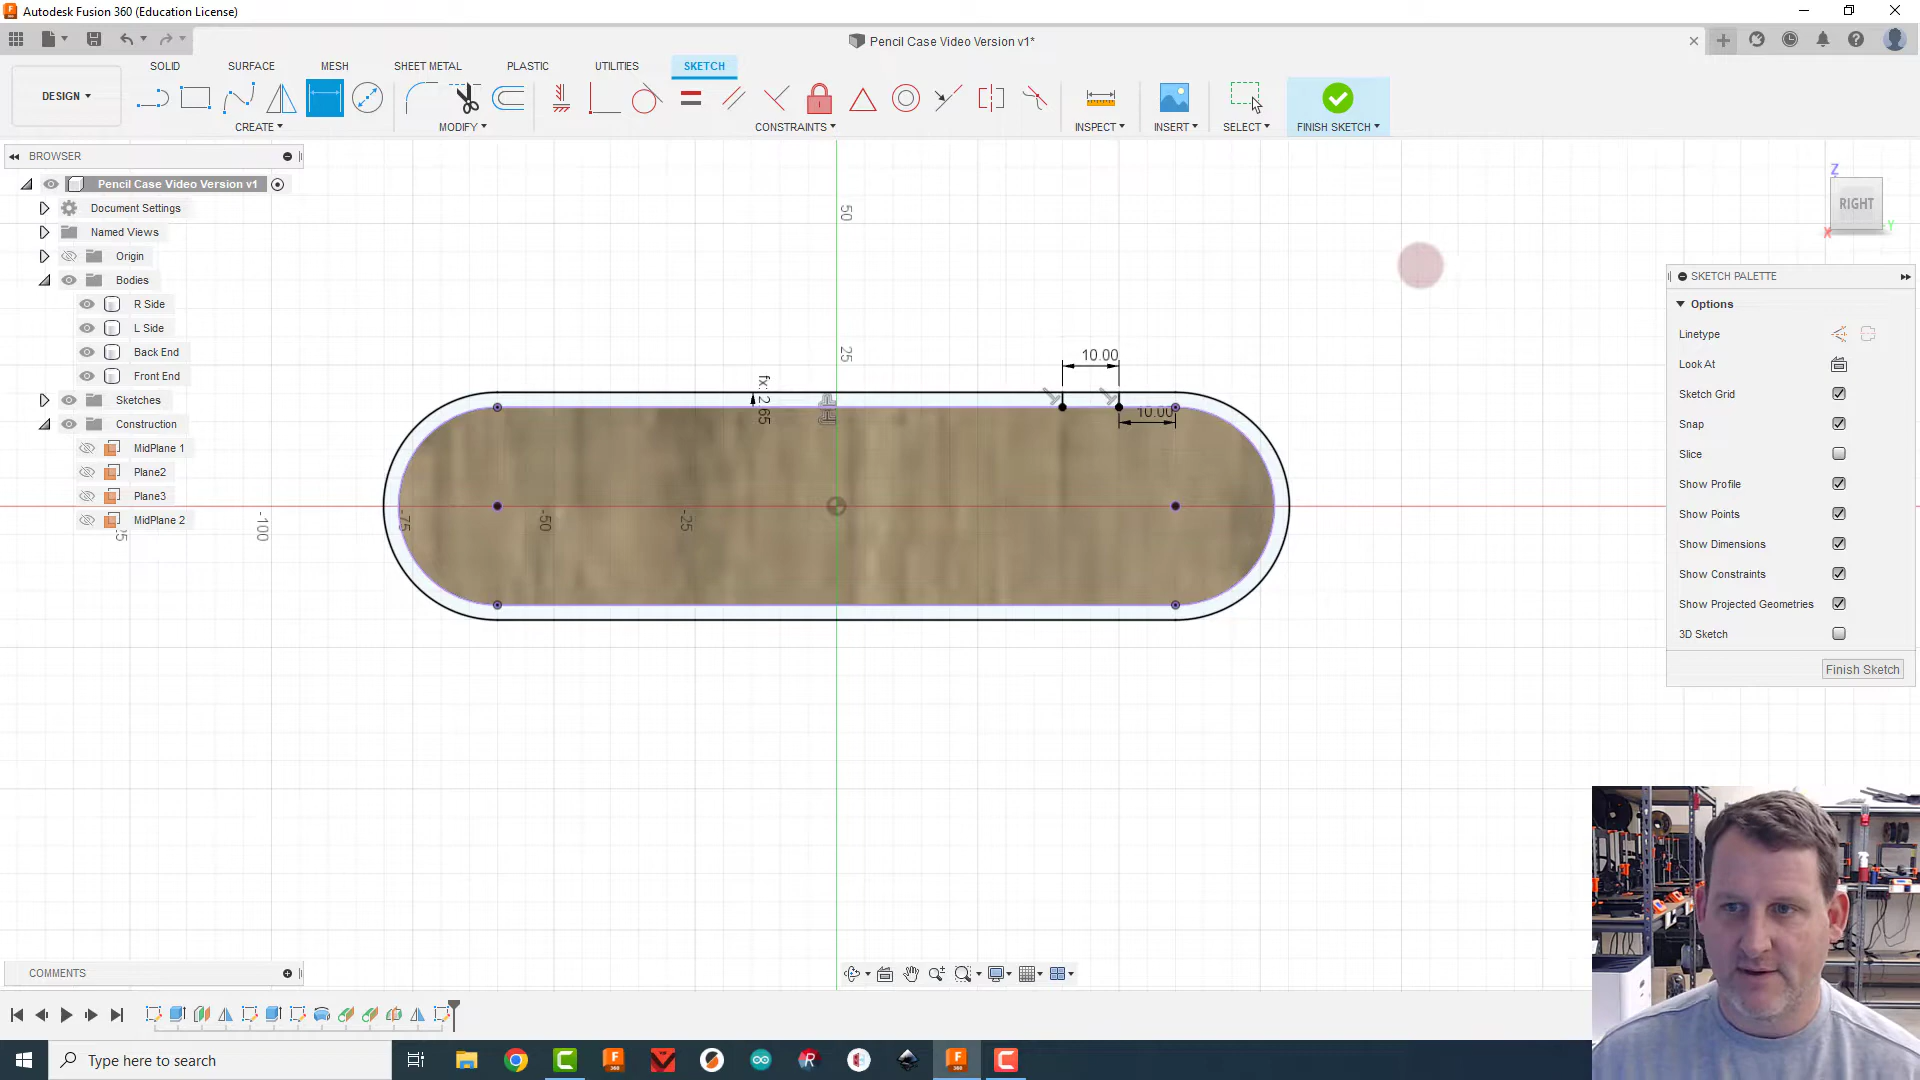 Autodesk Fusion 360 (Education License)
Pencil Case Video Version v1*
SOLID SURFACE MESH SHEET METAL PLASTIC UTILITIES SKETCH
DESIGN
CREATE MODIFY CONSTRAINTS INSPECT INSERT SELECT FINISH SKETCH
BROWSER
Pencil Case Video Version v1
Document Settings
Named Views
Origin
Bodies
R Side
L Side
Back End
Front End
Sketches
Construction
MidPlane 1
Plane2
Plane3
MidPlane 2
50
25
10.00
10.00
fx: 2.65
-25
-50
-75
-100
Z
RIGHT
X
Y
SKETCH PALETTE
Options
Linetype
Look At
Sketch Grid
Snap
Slice
Show Profile
Show Points
Show Dimensions
Show Constraints
Show Projected Geometries
3D Sketch
Finish Sketch
COMMENTS
Type here to search